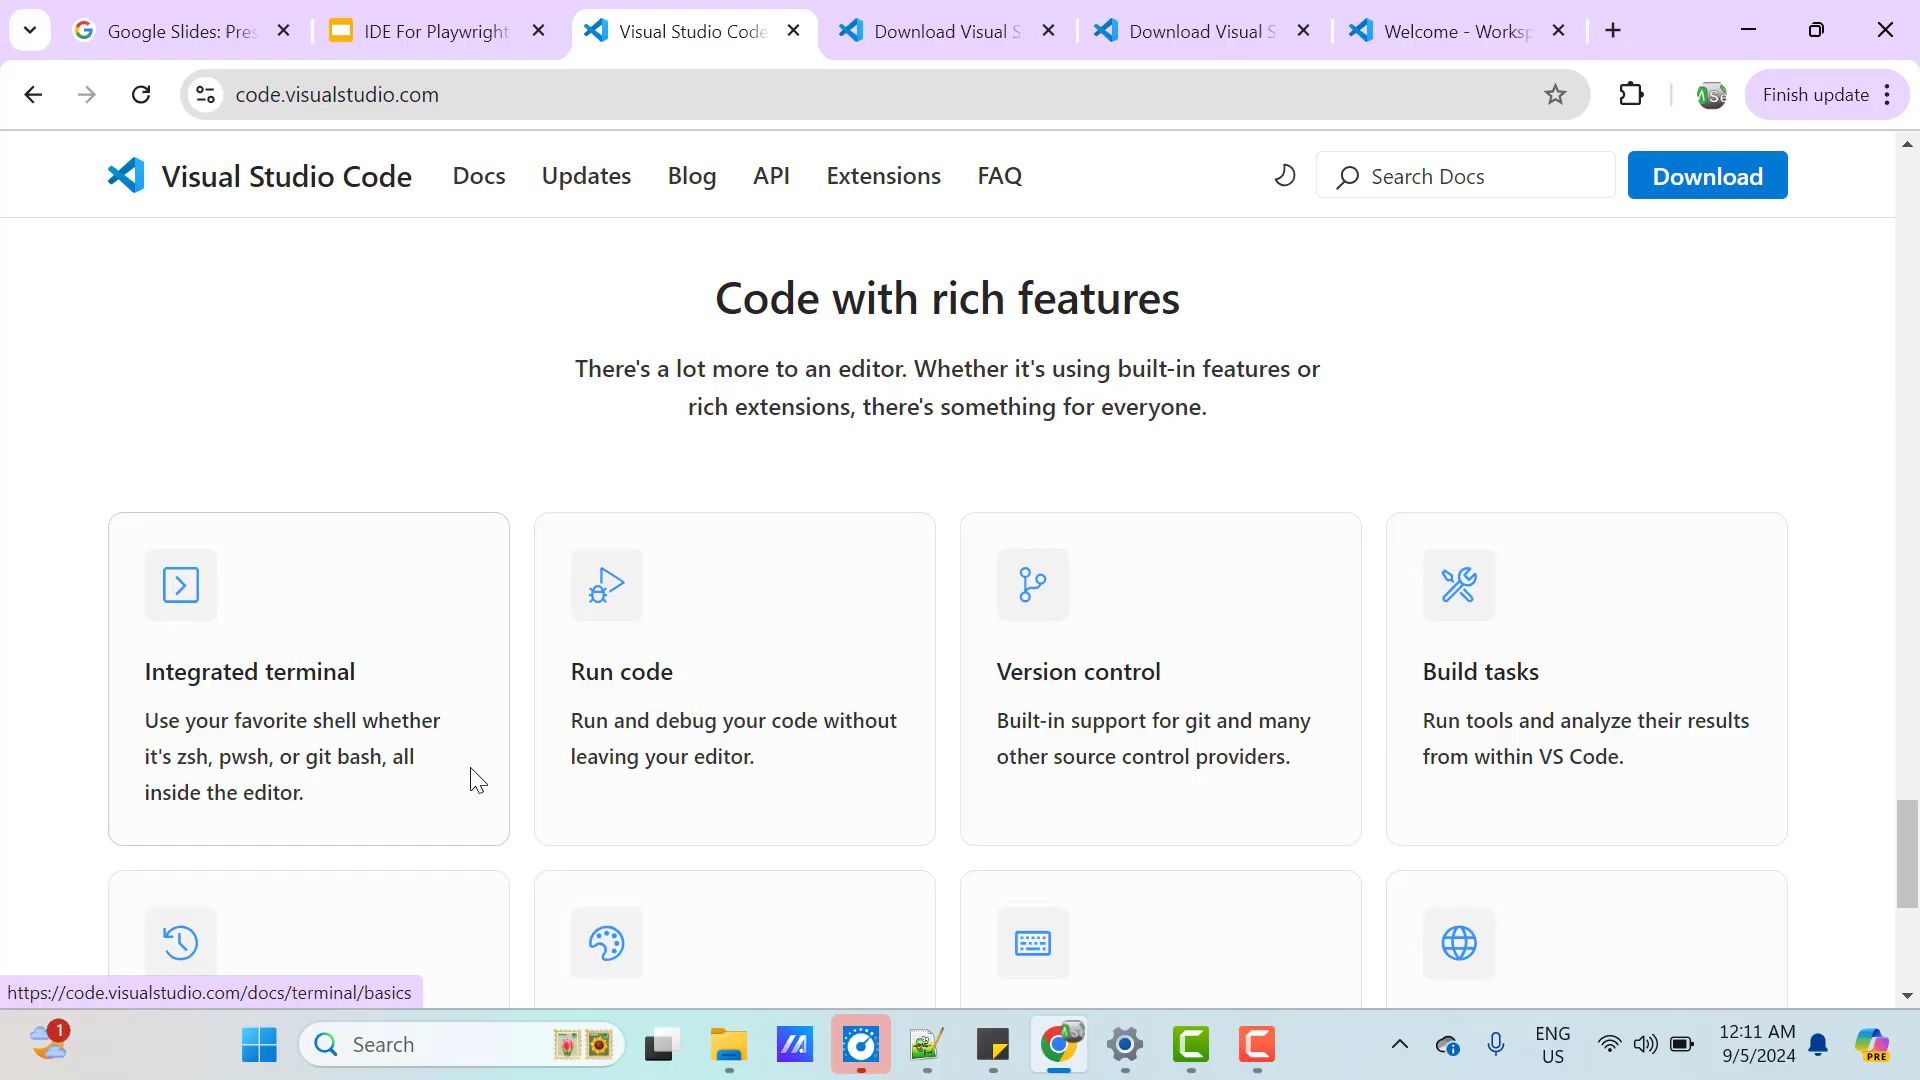 Google Slides: Pres
IDE For Playwright
Visual Studio Code
Download Visual S
Download Visual S
Welcome - Worksp
code.visualstudio.com
Finish update
Visual Studio Code
Docs
Updates
Blog
API
Extensions
FAQ
Search Docs
Download
Code with rich features
There's a lot more to an editor. Whether it's using built-in features or
rich extensions, there's something for everyone.
Integrated terminal
Use your favorite shell whether
it's zsh, pwsh, or git bash, all
inside the editor.
Run code
Run and debug your code without
leaving your editor.
Version control
Built-in support for git and many
other source control providers.
Build tasks
Run tools and analyze their results
from within VS Code.
https://code.visualstudio.com/docs/terminal/basics
1
Search
ENG
US
12:11 AM
9/5/2024
PRE